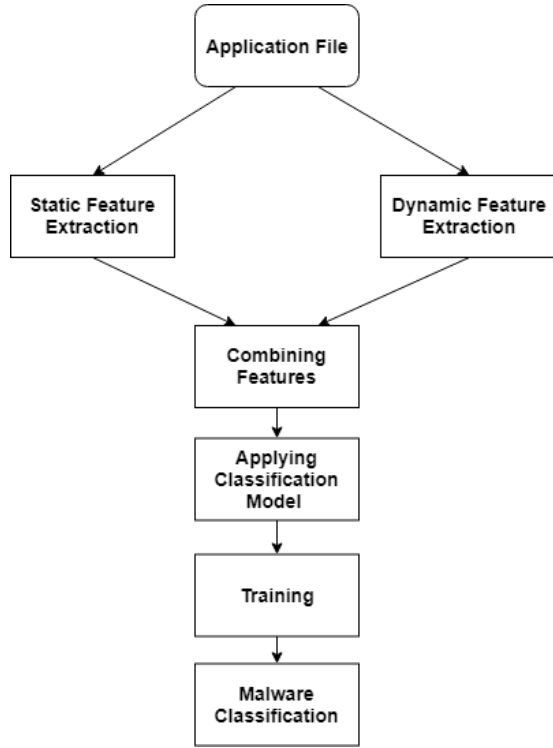 Application File
Static Feature
Extraction
Dynamic Feature
Extraction
Combining
Features
Applying
Classification
Model
Training
Malware
Classification